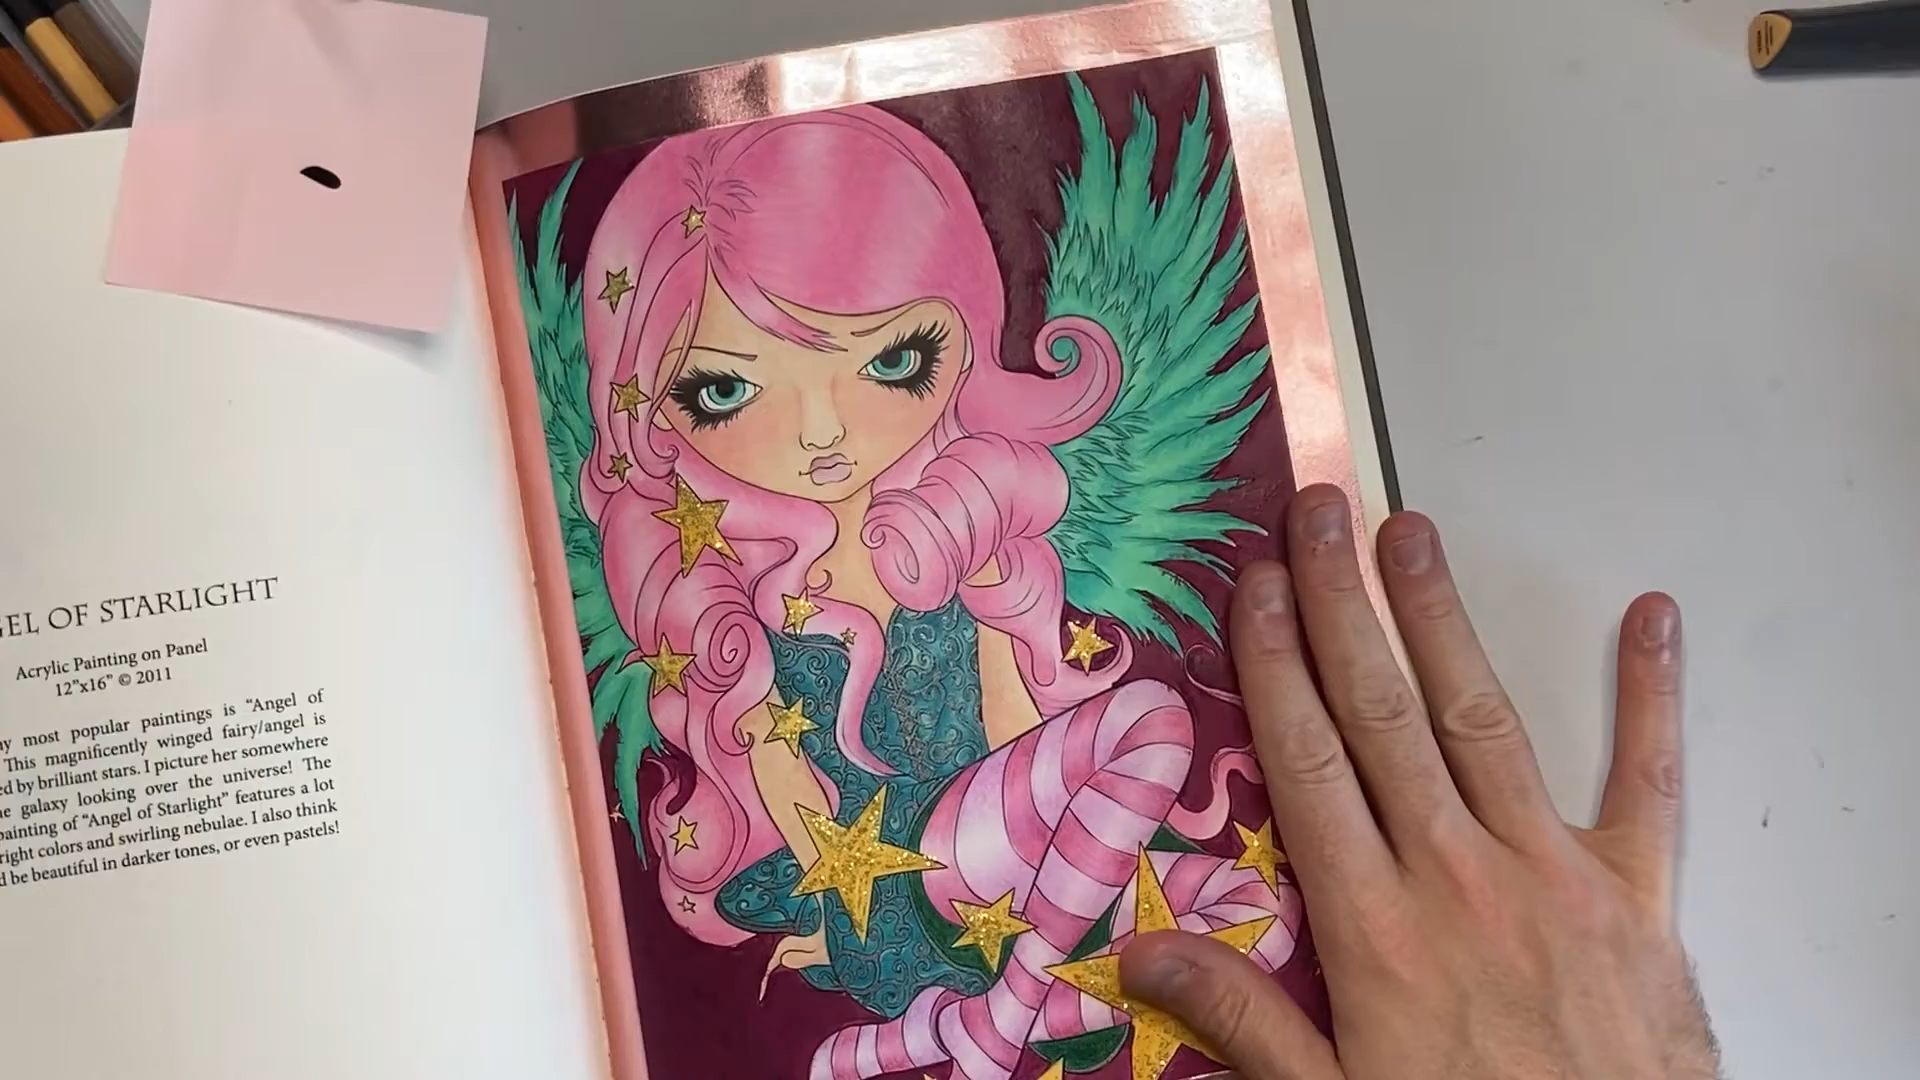 GEL OF STARLIGHT
Acrylic Painting on Panel
12”x16” © 2011
most popular paintings is “Angel of
This magnificently winged fairy/angel is
by brilliant stars. I picture her somewhere
galaxy looking over the universe! The
painting of “Angel of Starlight” features a lot
right colors and swirling nebulae. I also think
be beautiful in darker tones, or even pastels!